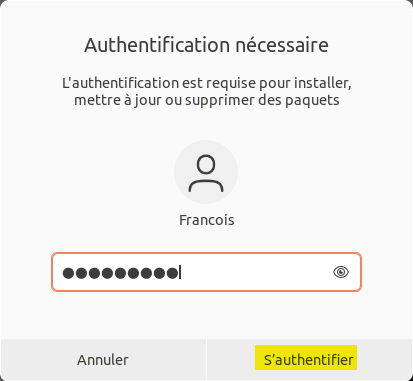 Authentification nécessaire
L'authentification est requise pour installer,
mettre à jour ou supprimer des paquets
Francois
●●●●●●●●●
Annuler
S’authentifier